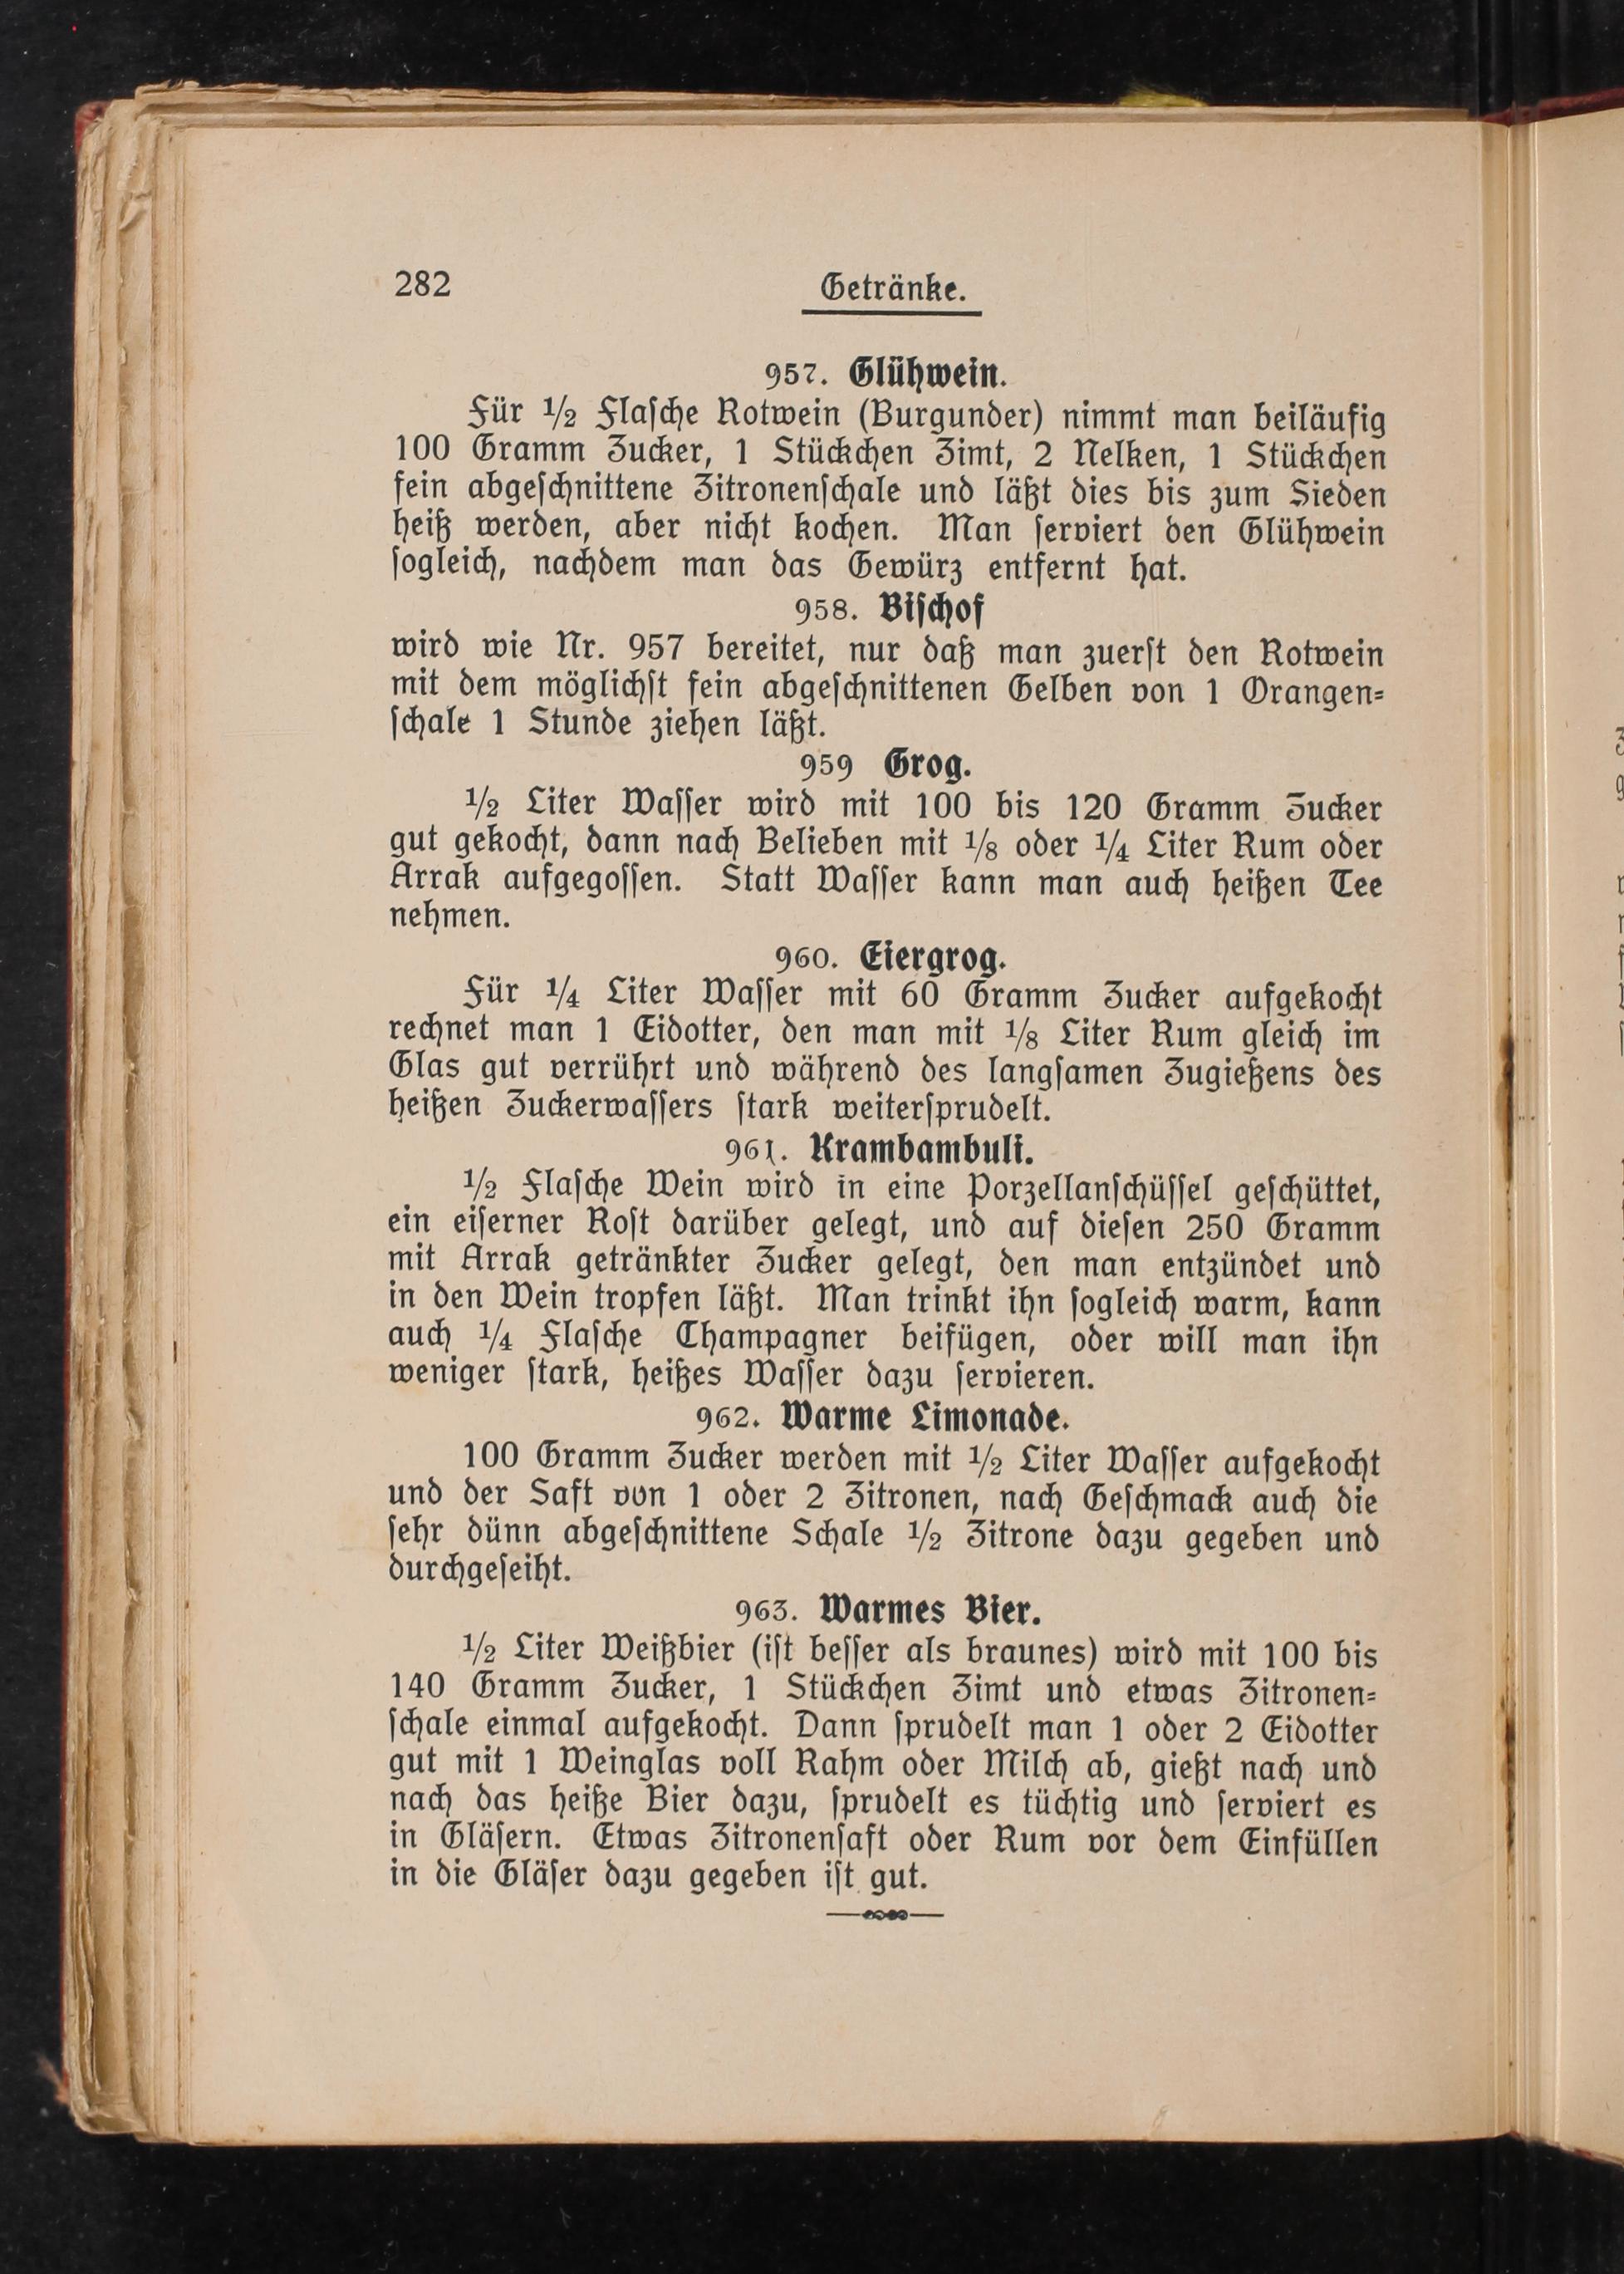 282
Getränke.
957. Glühwein.
Für 1/2 Flaſche Rotwein (Burgunder) nimmt man beiläufig
100 Gramm Zucker, 1 Stückchen Zimt, 2 Nelken, 1 Stückchen
fein abgeſchnittene Zitronenſchale und läßt dies bis zum Sieden
heiß werden, aber nicht kochen. Man ſerviert den Glühwein
ſogleich, nachdem man das Gewürz entfernt hat.
958. Biſchof
wird wie Nr. 957 bereitet, nur daß man zuerſt den Rotwein
mit dem möglichſt fein abgeſchnittenen Gelben von 1 Orangen⸗
ſchale 1 Stunde ziehen läßt.
959 Grog.
1/2 Liter Waſſer wird mit 100 bis 120 Gramm Zucker
gut gekocht, dann nach Belieben mit 1/8 oder 1/4 Liter Rum oder
Arrak aufgegoſſen. Statt Waſſer kann man auch heißen Tee
nehmen.
960. Eiergrog.
Für 1/4 Liter Waſſer mit 60 Gramm Zucker aufgekocht
rechnet man 1 Eidotter, den man mit 1/8 Liter Rum gleich im
Glas gut verrührt und während des langſamen Zugießens des
heißen Zuckerwaſſers ſtark weiterſprudelt.
961. Krambambuli.
1/2 Flaſche Wein wird in eine Porzellanſchüſſel geſchüttet,
ein eiſerner Roſt darüber gelegt, und auf dieſen 250 Gramm
mit Arrak getränkter Zucker gelegt, den man entzündet und
in den Wein tropfen läßt. Man trinkt ihn ſogleich warm, kann
auch 1/4 Flaſche Champagner beifügen, oder will man ihn
weniger ſtark, heißes Waſſer dazu ſervieren.
962. Warme Limonade.
100 Gramm Zucker werden mit 1/2 Liter Waſſer aufgekocht
und der Saft von 1 oder 2 Zitronen, nach Geſchmack auch die
ſehr dünn abgeſchnittene Schale 1/2 Zitrone dazu gegeben und
durchgeſeiht.
963. Warmes Bier.
1/2 Liter Weißbier (iſt beſſer als braunes) wird mit 100 bis
140 Gramm Zucker, 1 Stückchen Zimt und etwas Zitronen⸗
ſchale einmal aufgekocht. Dann ſprudelt man 1 oder 2 Eidotter
gut mit 1 Weinglas voll Rahm oder Milch ab, gießt nach und
nach das heiße Bier dazu, ſprudelt es tüchtig und ſerviert es
in Gläſern. Etwas Zitronenſaft oder Rum vor dem Einfüllen
in die Gläſer dazu gegeben iſt gut.